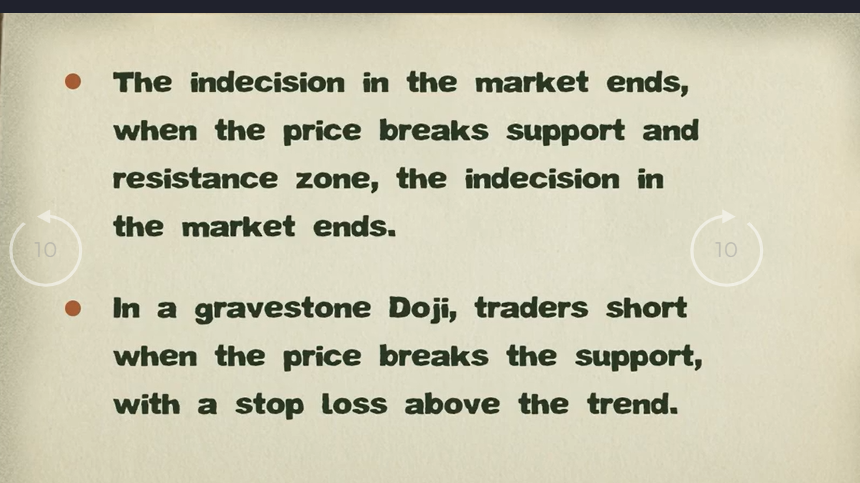 The indecision in the market ends,
when the price breaks support and
resistance zone, the indecision in
the market ends.
10
10
In a gravestone Doji, traders short
when the price breaks the support,
with a stop loss above the trend.